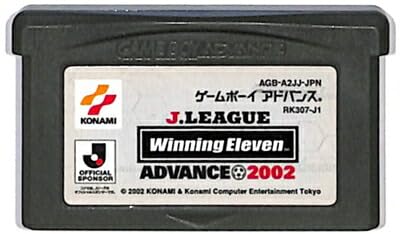 GAME BOY ADVANCE
AGB-A2JJ-JPN
ゲームボーイ アドバンス®
RK307-J1
KONAMI
J.LEAGUE
Winning Eleven
ADVANCE 2002
OFFICIAL
SPONSOR
© 2002 KONAMI & Konami Computer Entertainment Tokyo